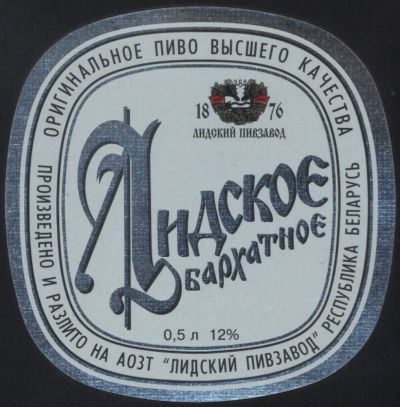 ОРИГИНАЛЬНОЕ ПИВО ВЫСШЕГО КАЧЕСТВА
18 76
ЛИДСКИЙ ПИВЗАВОД
Лидское
бархатное
0,5 л 12%
ПРОИЗВЕДЕНО И РАЗЛИТО НА АОЗТ "ЛИДСКИЙ ПИВЗАВОД" РЕСПУБЛИКА БЕЛАРУСЬ